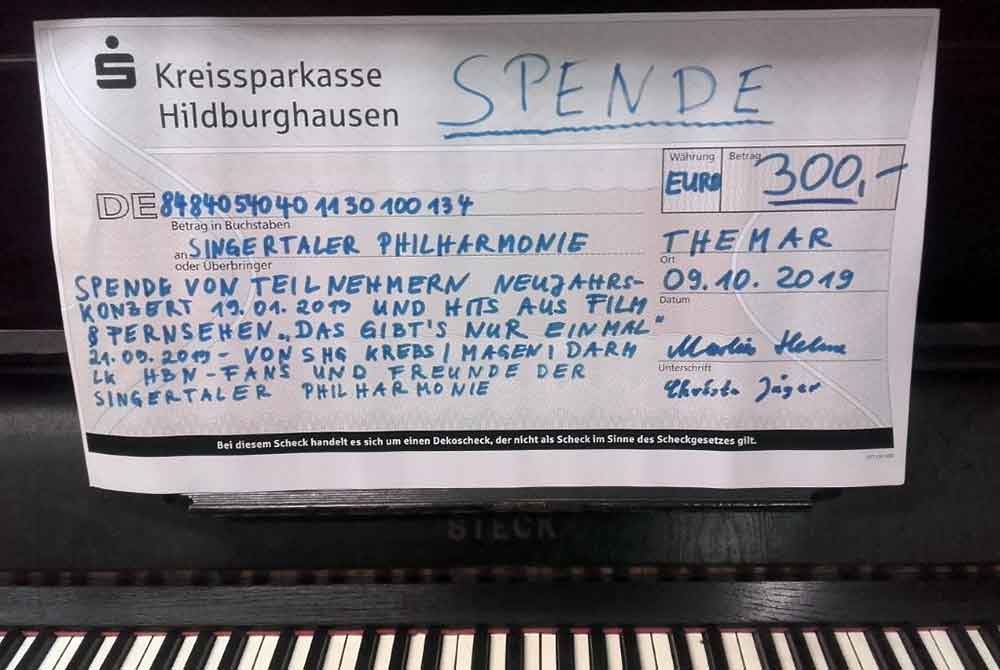 Kreissparkasse
Hildburghausen
SPENDE
Währung Betrag
EURO 300,-
DE84840540401130100134
Betrag in Buchstaben
an SINGERTALER PHILHARMONIE
oder Überbringer
THEMAR
Ort
09.10.2019
Datum
SPENDE VON TEILNEHMERN NEUJAHRS-
KONZERT 19.01.2019 UND HITS AUS FILM
& FERNSEHEN „DAS GIBT'S NUR EINMAL"
21.09.2019 - VON SHG KREBS/MAGEN/DARM
LK HBN-FANS UND FREUNDE DER
SINGERTALER PHILHARMONIE
Unterschrift
Christa Jäger
Bei diesem Scheck handelt es sich um einen Dekoscheck, der nicht als Scheck im Sinne des Scheckgesetzes gilt.
STECK